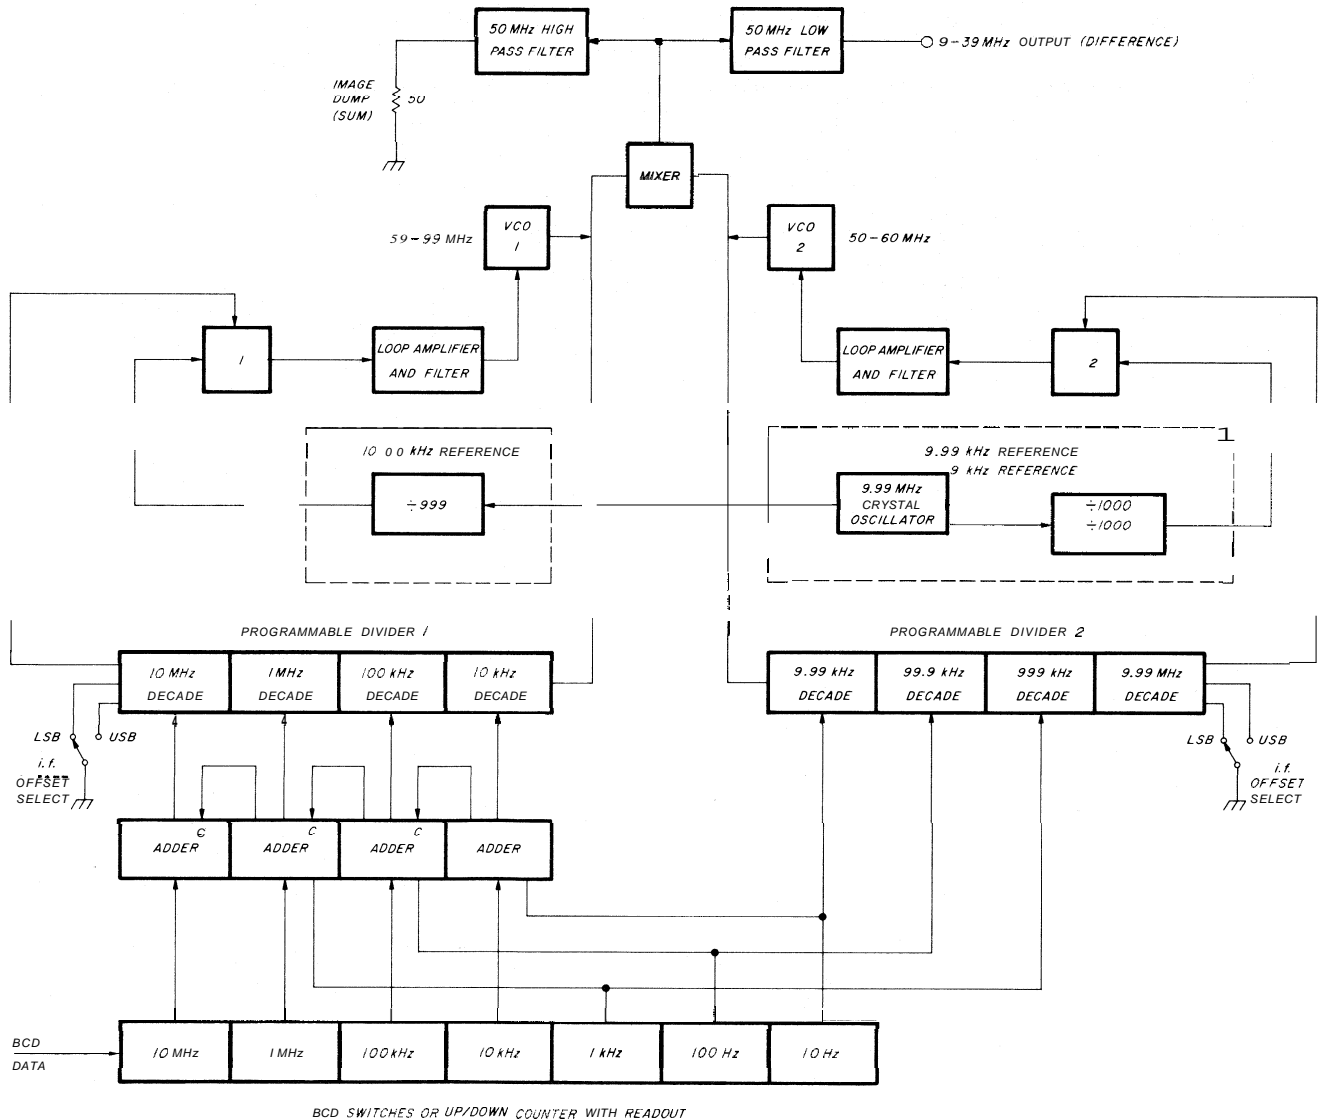 50 MHz HIGH
PASS FILTER
50 MHz LOW
PASS FILTER
9-39 MHz OUTPUT (DIFFERENCE)
IMAGE
DUMP
(SUM)
50
MIXER
59-99 MHz
VCO
1
VCO
2
50-60 MHz
1
LOOP AMPLIFIER
AND FILTER
LOOP AMPLIFIER
AND FILTER
2
10 00 kHz REFERENCE
÷999
1
9.99 kHz REFERENCE
9 kHz REFERENCE
9.99 MHz
CRYSTAL
OSCILLATOR
÷1000
÷1000
PROGRAMMABLE DIVIDER 1
PROGRAMMABLE DIVIDER 2
10 MHz
DECADE
1 MHz
DECADE
100 kHz
DECADE
10 kHz
DECADE
9.99 kHz
DECADE
99.9 kHz
DECADE
999 kHz
DECADE
9.99 MHz
DECADE
4
4
LSB
USB
i.f.
OFFSET
SELECT
LSB
USB
i.f.
OFFSET
SELECT
C
ADDER
C
ADDER
C
ADDER
ADDER
BCD
DATA
10 MHz
1 MHz
100 kHz
10 kHz
1 kHz
100 Hz
10 Hz
BCD SWITCHES OR UP/DOWN COUNTER WITH READOUT